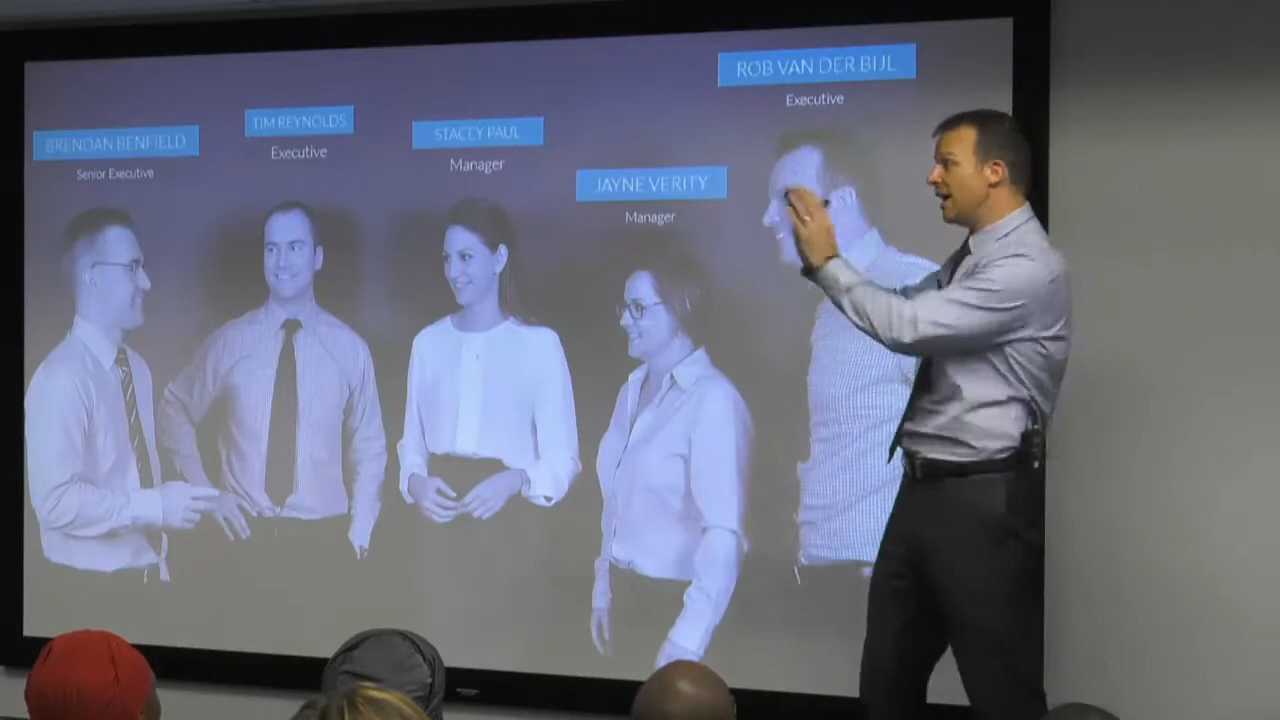 BRENDAN BENFIELD
Senior Executive
TIM REYNOLDS
Executive
STACEY PAUL
Manager
JAYNE VERITY
Manager
ROB VAN DER BIJL
Executive